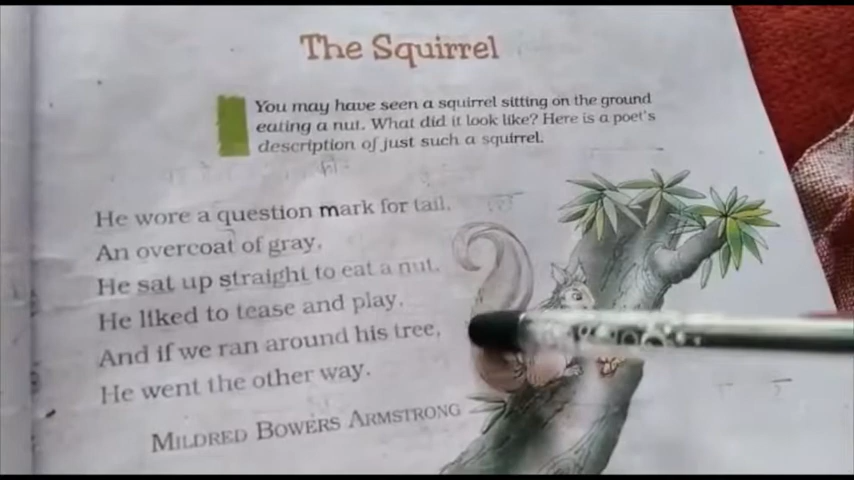 The Squirrel
You may have seen a squirrel sitting on the ground
eating a nut. What did it look like? Here is a poet's
description of just such a squirrel.
He wore a question mark for tail,
An overcoat of gray,
He sat up straight to eat a nut.
He liked to tease and play,
And if we ran around his tree,
He went the other way.
MILDRED BOWERS ARMSTRONG